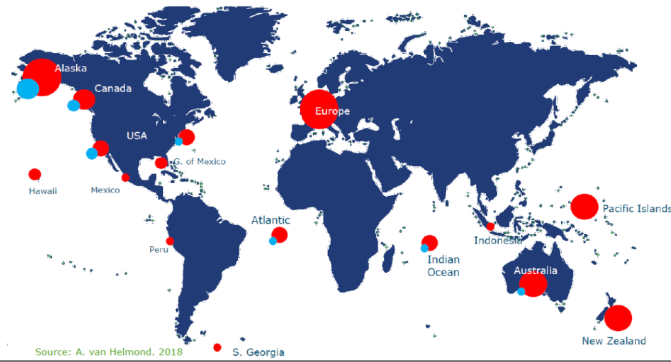 Alaska
Canada
Europe
USA
G. of Mexico
Hawaii
Mexico
Pacific Islands
Atlantic
Indonesia
Peru
Indian
Ocean
Australia
New Zealand
Source: A. van Helmond. 2018
S. Georgia